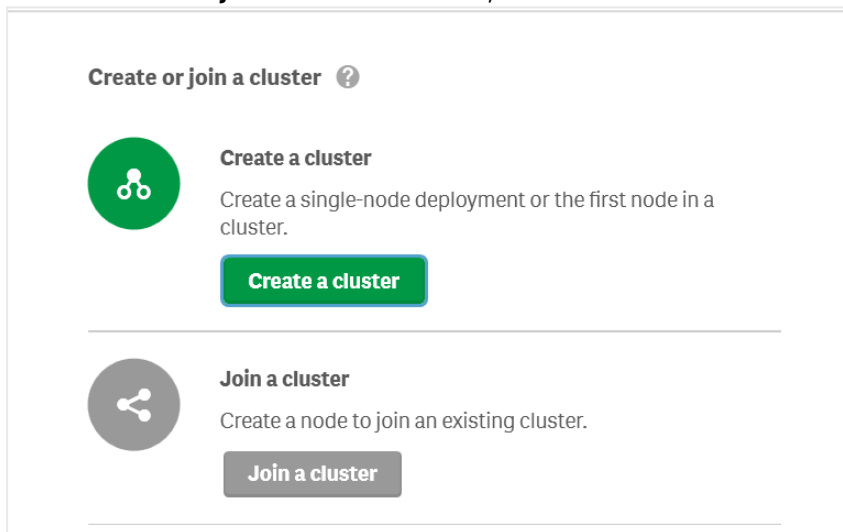 Create or join a cluster ?
Create a cluster
Create a single-node deployment or the first node in a
cluster.
Create a cluster
Join a cluster
Create a node to join an existing cluster.
Join a cluster